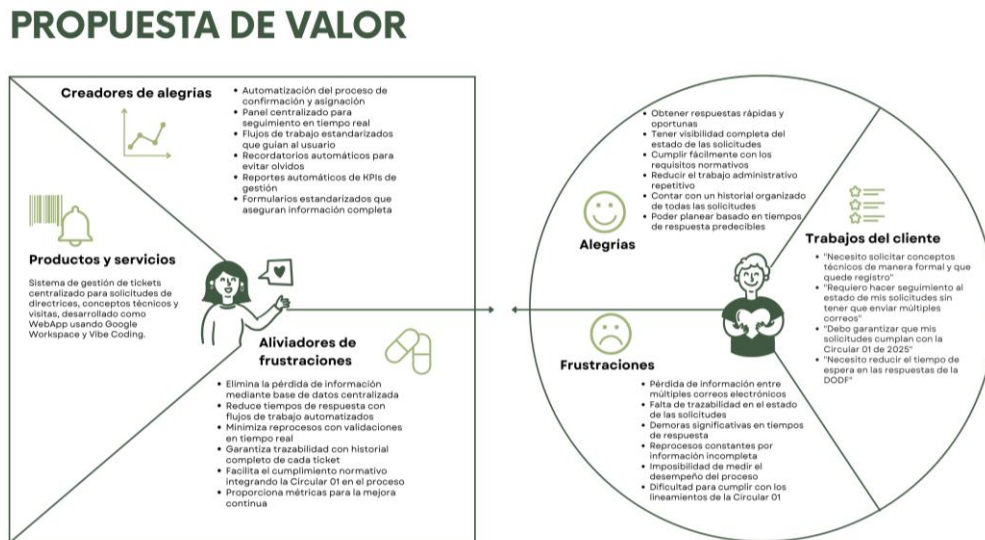 PROPUESTA DE VALOR
Creadores de alegrias
• Automatización del proceso de
confirmación y asignación
• Panel centralizado para
seguimiento en tiempo real
• Flujos de trabajo estandarizados
que guían al usuario
• Recordatorios automáticos para
evitar olvidos
• Reportes automáticos de KPIs de
gestión
• Formularios estandarizados que
aseguran información completa
Productos y servicios
Sistema de gestión de tickets
centralizado para solicitudes de
directrices, conceptos técnicos y
visitas, desarrollado como
WebApp usando Google
Workspace y Vibe Coding.
Aliviadores de
frustraciones
• Elimina la pérdida de información
mediante base de datos centralizada
• Reduce tiempos de respuesta con
flujos de trabajo automatizados
• Minimiza reprocesos con validaciones
en tiempo real
• Garantiza trazabilidad con historial
completo de cada ticket
• Facilita el cumplimiento normativo
integrando la Circular 01 en el proceso
• Proporciona métricas para la mejora
continua
• Obtener respuestas rápidas y
oportunas
• Tener visibilidad completa del
estado de las solicitudes
• Cumplir fácilmente con los
requisitos normativos
• Reducir el trabajo administrativo
repetitivo
• Contar con un historial organizado
de todas las solicitudes
• Poder planear basado en tiempos
de respuesta predecibles
Alegrías
Trabajos del cliente
• "Necesito solicitar conceptos
técnicos de manera formal y que
quede registro"
• "Requiero hacer seguimiento al
estado de mis solicitudes sin
tener que enviar múltiples
correos"
• "Debo garantizar que mis
solicitudes cumplan con la
Circular 01 de 2025"
• "Necesito reducir el tiempo de
espera en las respuestas de la
DODF"
Frustraciones
• Pérdida de información entre
múltiples correos electrónicos
• Falta de trazabilidad en el estado
de las solicitudes
• Demoras significativas en tiempos
de respuesta
• Reprocesos constantes por
información incompleta
• Imposibilidad de medir el
desempeño del proceso
• Dificultad para cumplir con los
lineamientos de la Circular 01